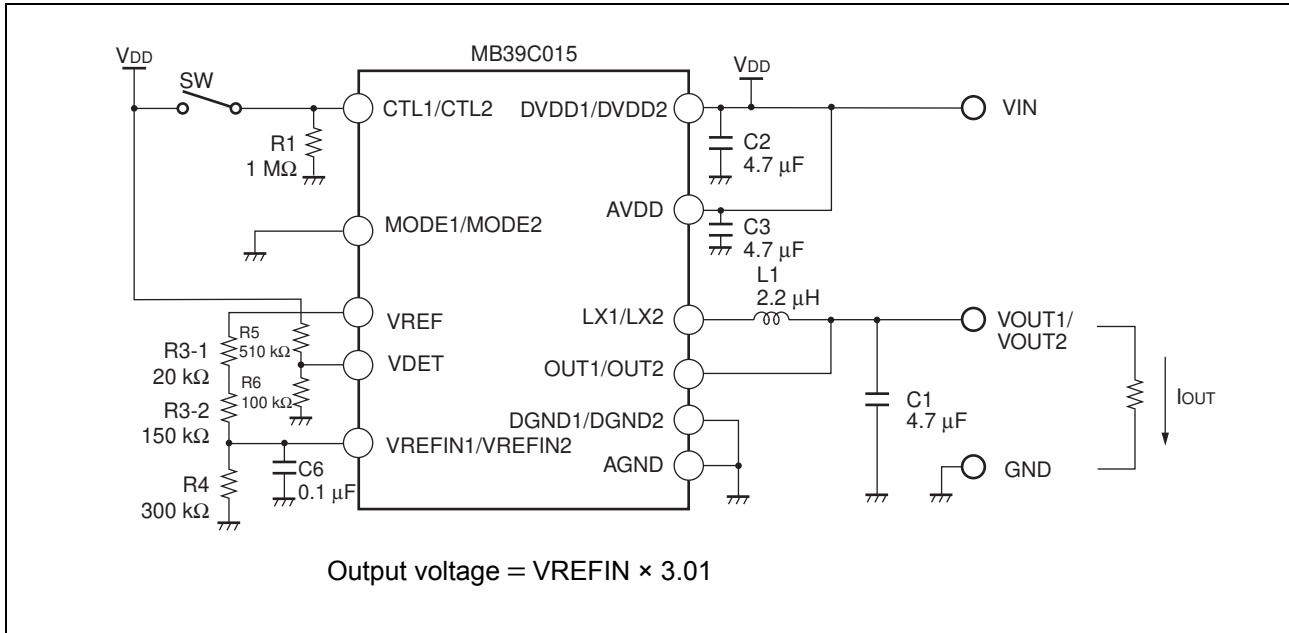 MB39C015
VDD
SW
CTL1/CTL2
R1
1 MΩ
MODE1/MODE2
VREF
R5
510 kΩ
R3-1
20 kΩ
VDET
R6
100 kΩ
R3-2
150 kΩ
VREFIN1/VREFIN2
C6
0.1 μF
R4
300 kΩ
VDD
DVDD1/DVDD2
VIN
C2
4.7 μF
AVDD
C3
4.7 μF
L1
2.2 μH
LX1/LX2
VOUT1/
VOUT2
OUT1/OUT2
C1
4.7 μF
IOUT
DGND1/DGND2
AGND
GND
Output voltage = VREFIN × 3.01